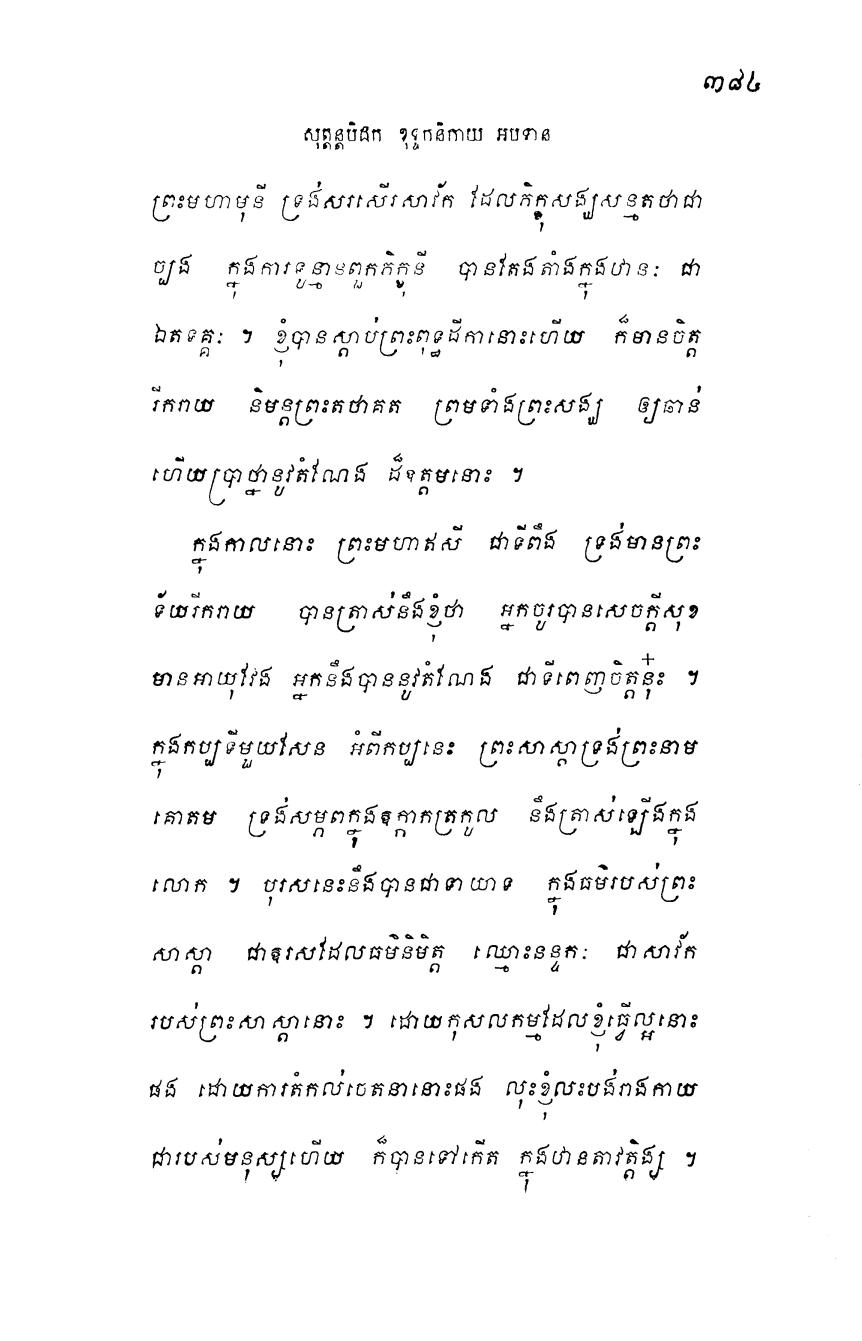 ៣៨៤
សុត្តន្តបិដក ខុទ្ទកនិកាយ អបទាន
ព្រះមហាមុនី ទ្រង់សរសើរសាវ័ក ដែលភិក្ខុសង្ឃសន្មតថាជា
ច្បង ក្នុងការទូន្មានពួកភិក្ខុនី បានតែងតាំងក្នុងឋានៈ ជា
ឯតទគ្គៈ ។ ខ្ញុំបានស្តាប់ព្រះពុទ្ធដីកានោះហើយ ក៏មានចិត្ត
រីករាយ និមន្តព្រះតថាគត ព្រមទាំងព្រះសង្ឃ ឲ្យឆាន់
ហើយប្រាថ្នានូវតំណែង ដ៏ឧត្តមនោះ ។
ក្នុងកាលនោះ ព្រះមហាឥសី ជាទីពឹង ទ្រង់មានព្រះ
ទ័យរីករាយ បានត្រាស់នឹងខ្ញុំថា អ្នកចូរបានសេចក្តីសុខ
មានអាយុវែង អ្នកនឹងបាននូវតំណែង ជាទីពេញចិត្តនុ៎ះ ។
ក្នុងកប្បទីមួយសែន អំពីកប្បនេះ ព្រះសាស្តាទ្រង់ព្រះនាម
គោតម ទ្រង់សម្ភពក្នុងឧក្កាកត្រកូល នឹងត្រាស់ឡើងក្នុង
លោក ។ បុរសនេះនឹងបានជាទាយាទ ក្នុងធម៌របស់ព្រះ
សាស្តា ជាឱរសដែលធម៌និមិត្ត ឈ្មោះនន្ទកៈ ជាសាវ័ក
របស់ព្រះសាស្តានោះ ។ ដោយកុសលកម្មដែលខ្ញុំធ្វើល្អនោះ
ផង ដោយការតំកល់ចេតនានោះផង លុះខ្ញុំលះបង់រាងកាយ
ជារបស់មនុស្សហើយ ក៏បានទៅកើត ក្នុងឋានតាវត្តិង្ស ។